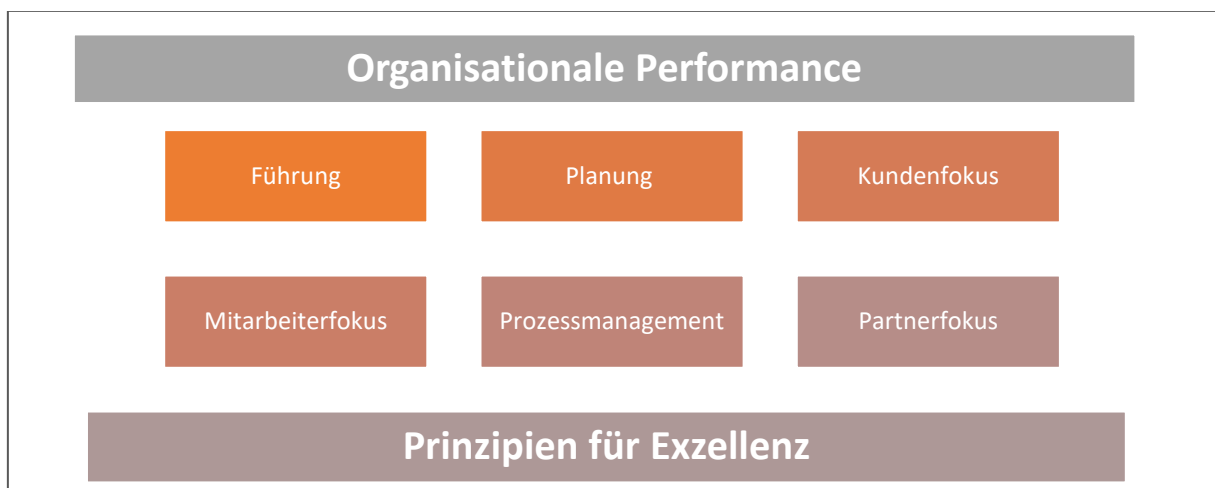 Organisationale Performance
Führung
Planung
Kundenfokus
Mitarbeiterfokus
Prozessmanagement
Partnerfokus
Prinzipien für Exzellenz